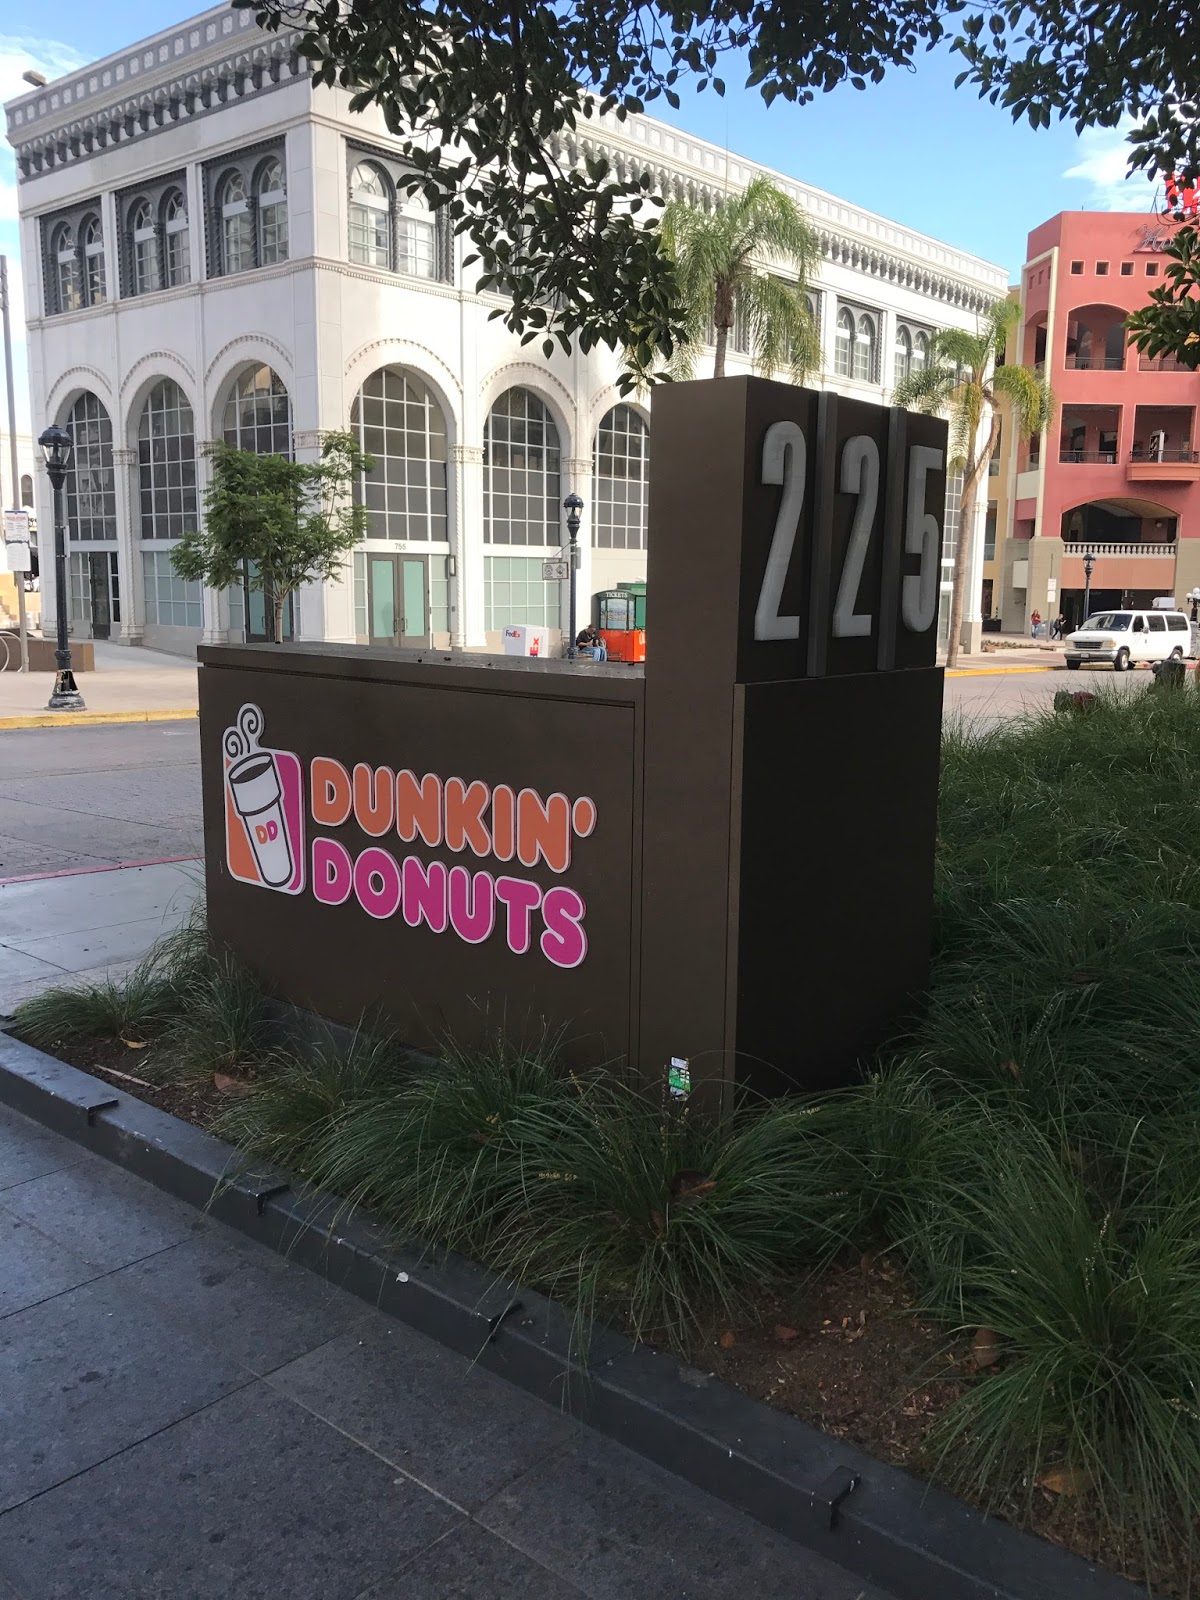 225
DUNKIN'
DONUTS
DD
755
TICKETS
FedEx